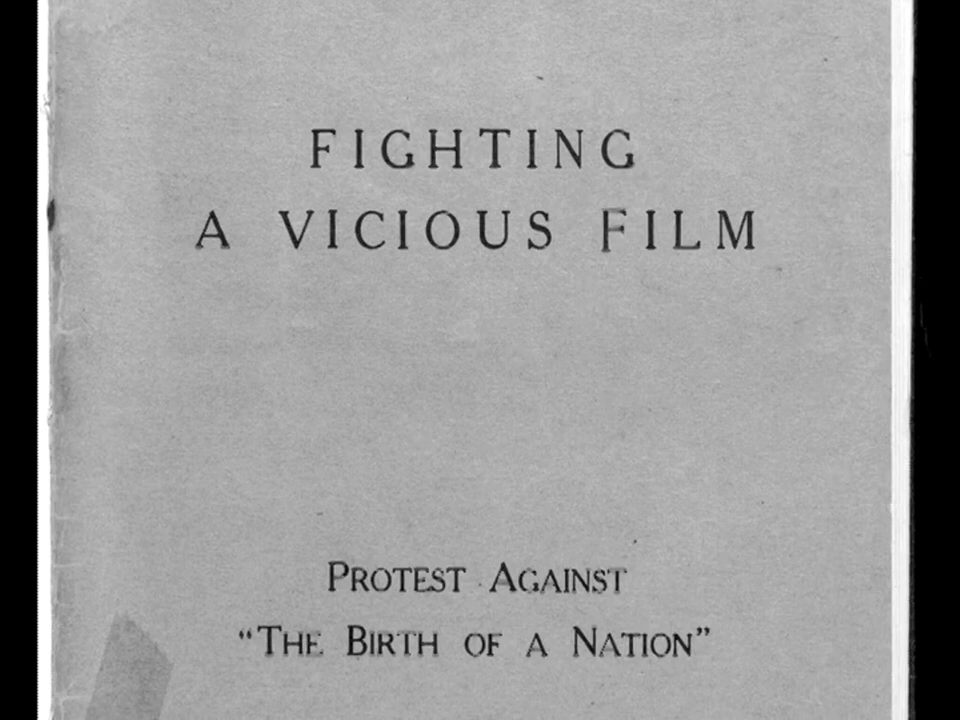 FIGHTING
A VICIOUS FILM
PROTEST AGAINST
“THE BIRTH OF A NATION”